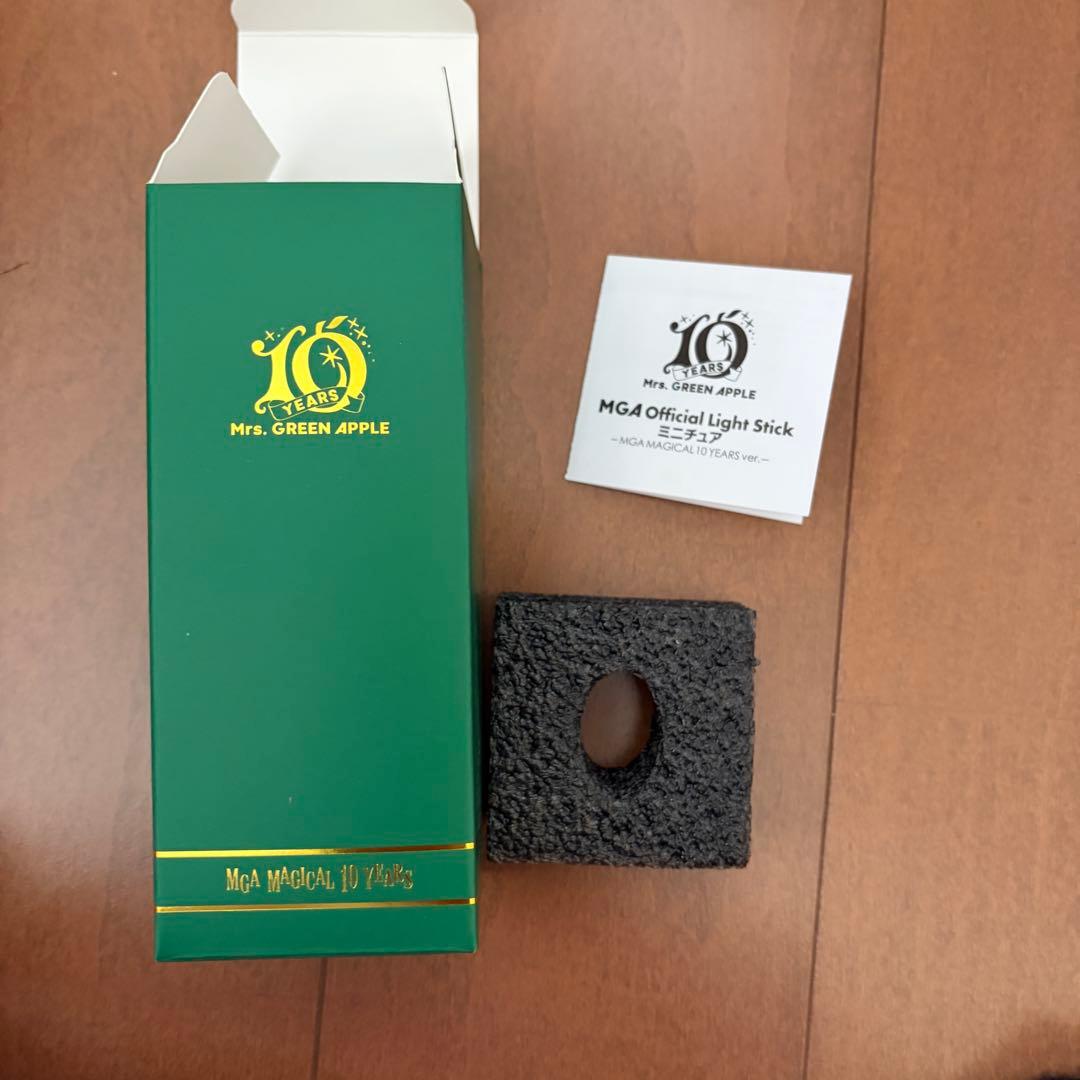 10
YEARS
Mrs. GREEN APPLE
MGA MAGICAL 10 YEARS
10
YEARS
Mrs. GREEN APPLE
MGA Official Light Stick
ミニチュア
－MGA MAGICAL 10 YEARS ver.－